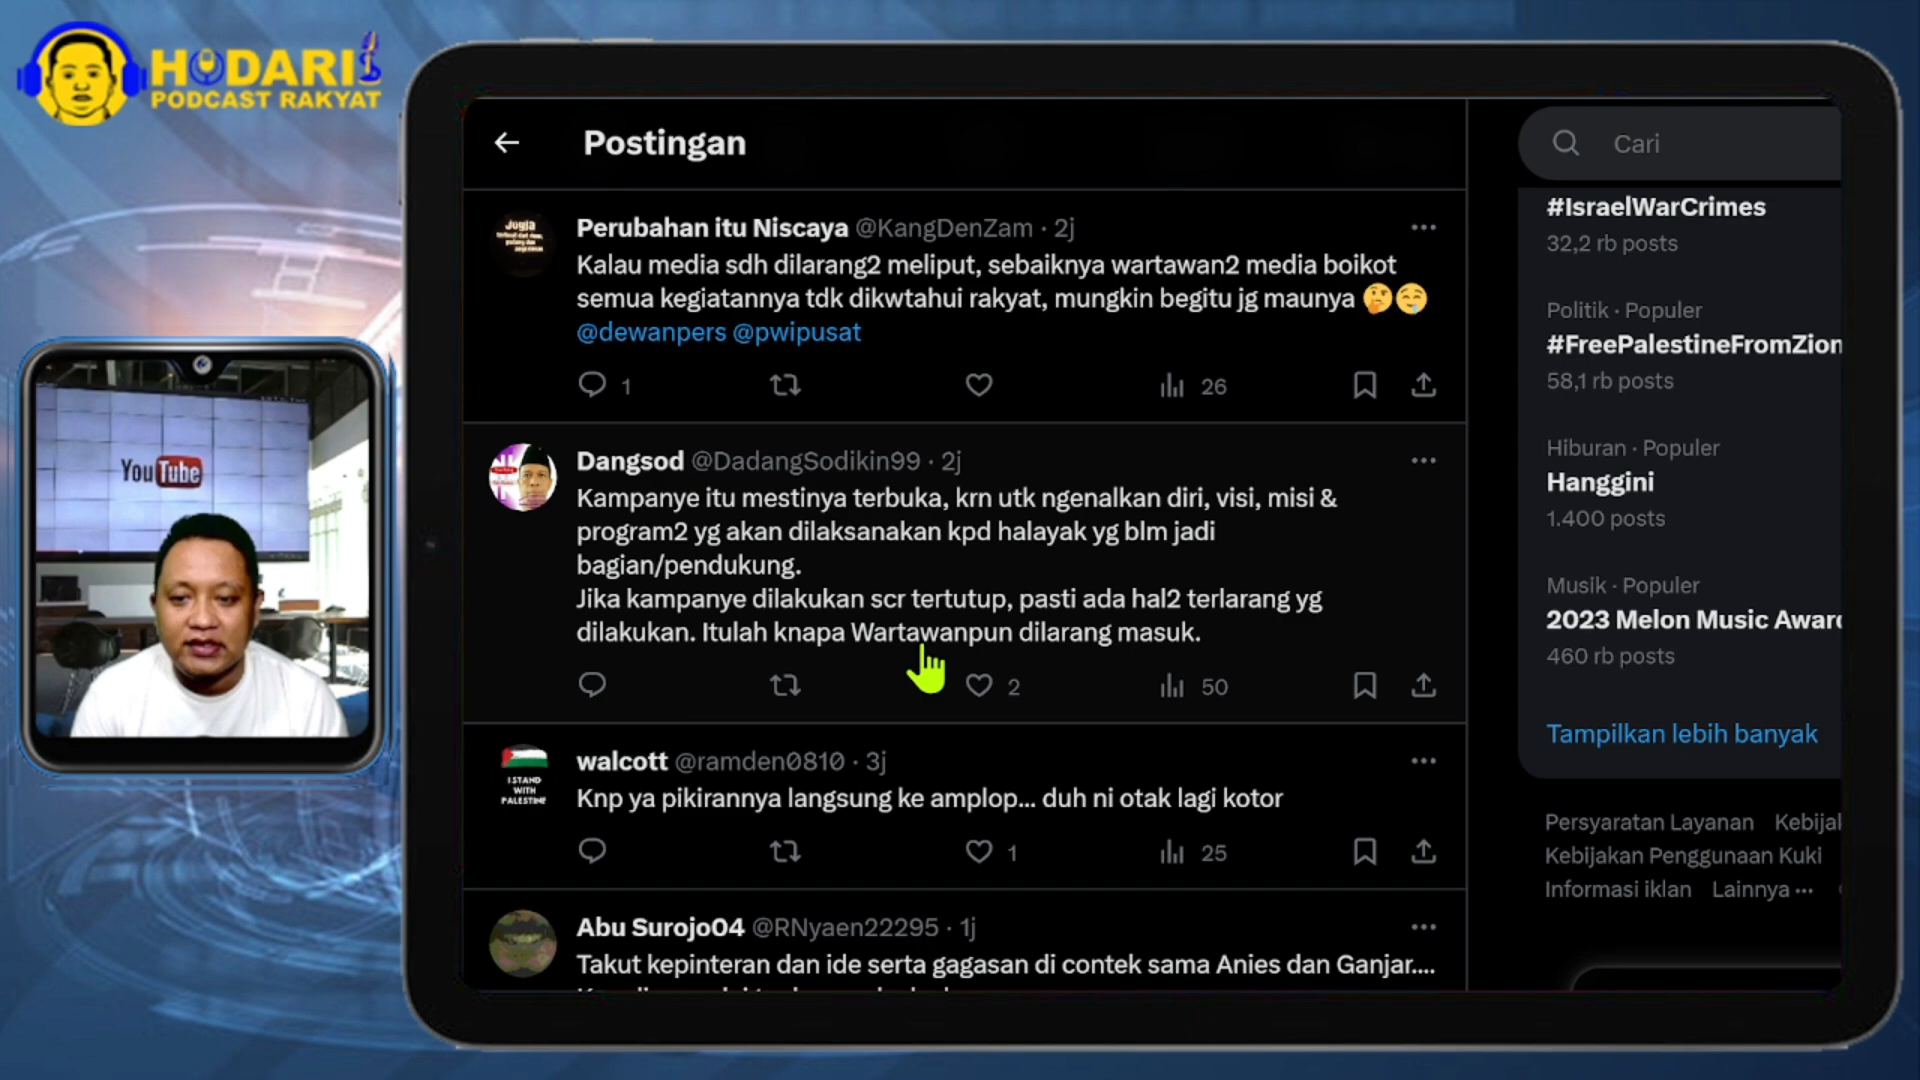 HODARI
PODCAST RAKYAT
YouTube
Postingan
Perubahan itu Niscaya @KangDenZam · 2j
Kalau media sdh dilarang2 meliput, sebaiknya wartawan2 media boikot
semua kegiatannya tdk dikwtahui rakyat, mungkin begitu jg maunya 🤔🤤
@dewanpers @pwipusat
1
26
Dangsod @DadangSodikin99 · 2j
Kampanye itu mestinya terbuka, krn utk ngenalkan diri, visi, misi &
program2 yg akan dilaksanakan kpd halayak yg blm jadi
bagian/pendukung.
Jika kampanye dilakukan scr tertutup, pasti ada hal2 terlarang yg
dilakukan. Itulah knapa Wartawanpun dilarang masuk.
2
50
I STAND
WITH
PALESTINE
walcott @ramden0810 · 3j
Knp ya pikirannya langsung ke amplop... duh ni otak lagi kotor
1
25
Abu Surojo04 @RNyaen22295 · 1j
Takut kepinteran dan ide serta gagasan di contek sama Anies dan Ganjar....
Cari
#IsraelWarCrimes
32,2 rb posts
Politik · Populer
#FreePalestineFromZion
58,1 rb posts
Hiburan · Populer
Hanggini
1.400 posts
Musik · Populer
2023 Melon Music Awar
460 rb posts
Tampilkan lebih banyak
Persyaratan Layanan Kebijak
Kebijakan Penggunaan Kuki
Informasi iklan Lainnya ···